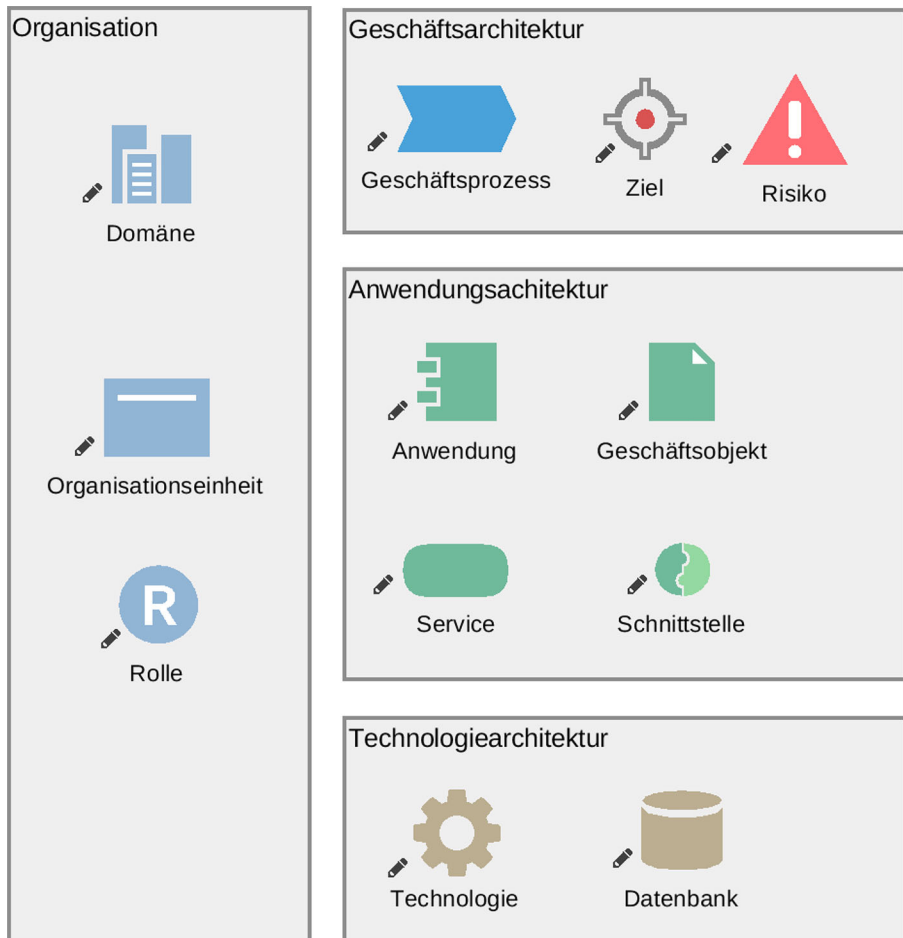 Organisation
Domäne
Organisationseinheit
R
Rolle
Geschäftsarchitektur
Geschäftsprozess
Ziel
Risiko
Anwendungsachitektur
Anwendung
Geschäftsobjekt
Service
Schnittstelle
Technologiearchitektur
Technologie
Datenbank